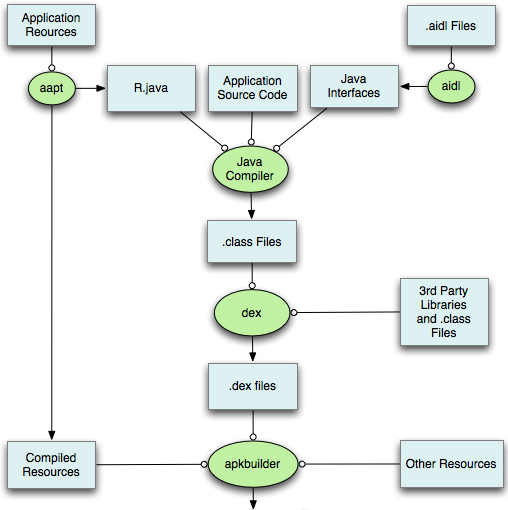 Application
Reources
.aidl Files
aapt
R.java
Application
Source Code
Java
Interfaces
aidl
Java
Compiler
.class Files
dex
3rd Party
Libraries
and .class
Files
.dex files
Compiled
Resources
apkbuilder
Other Resources